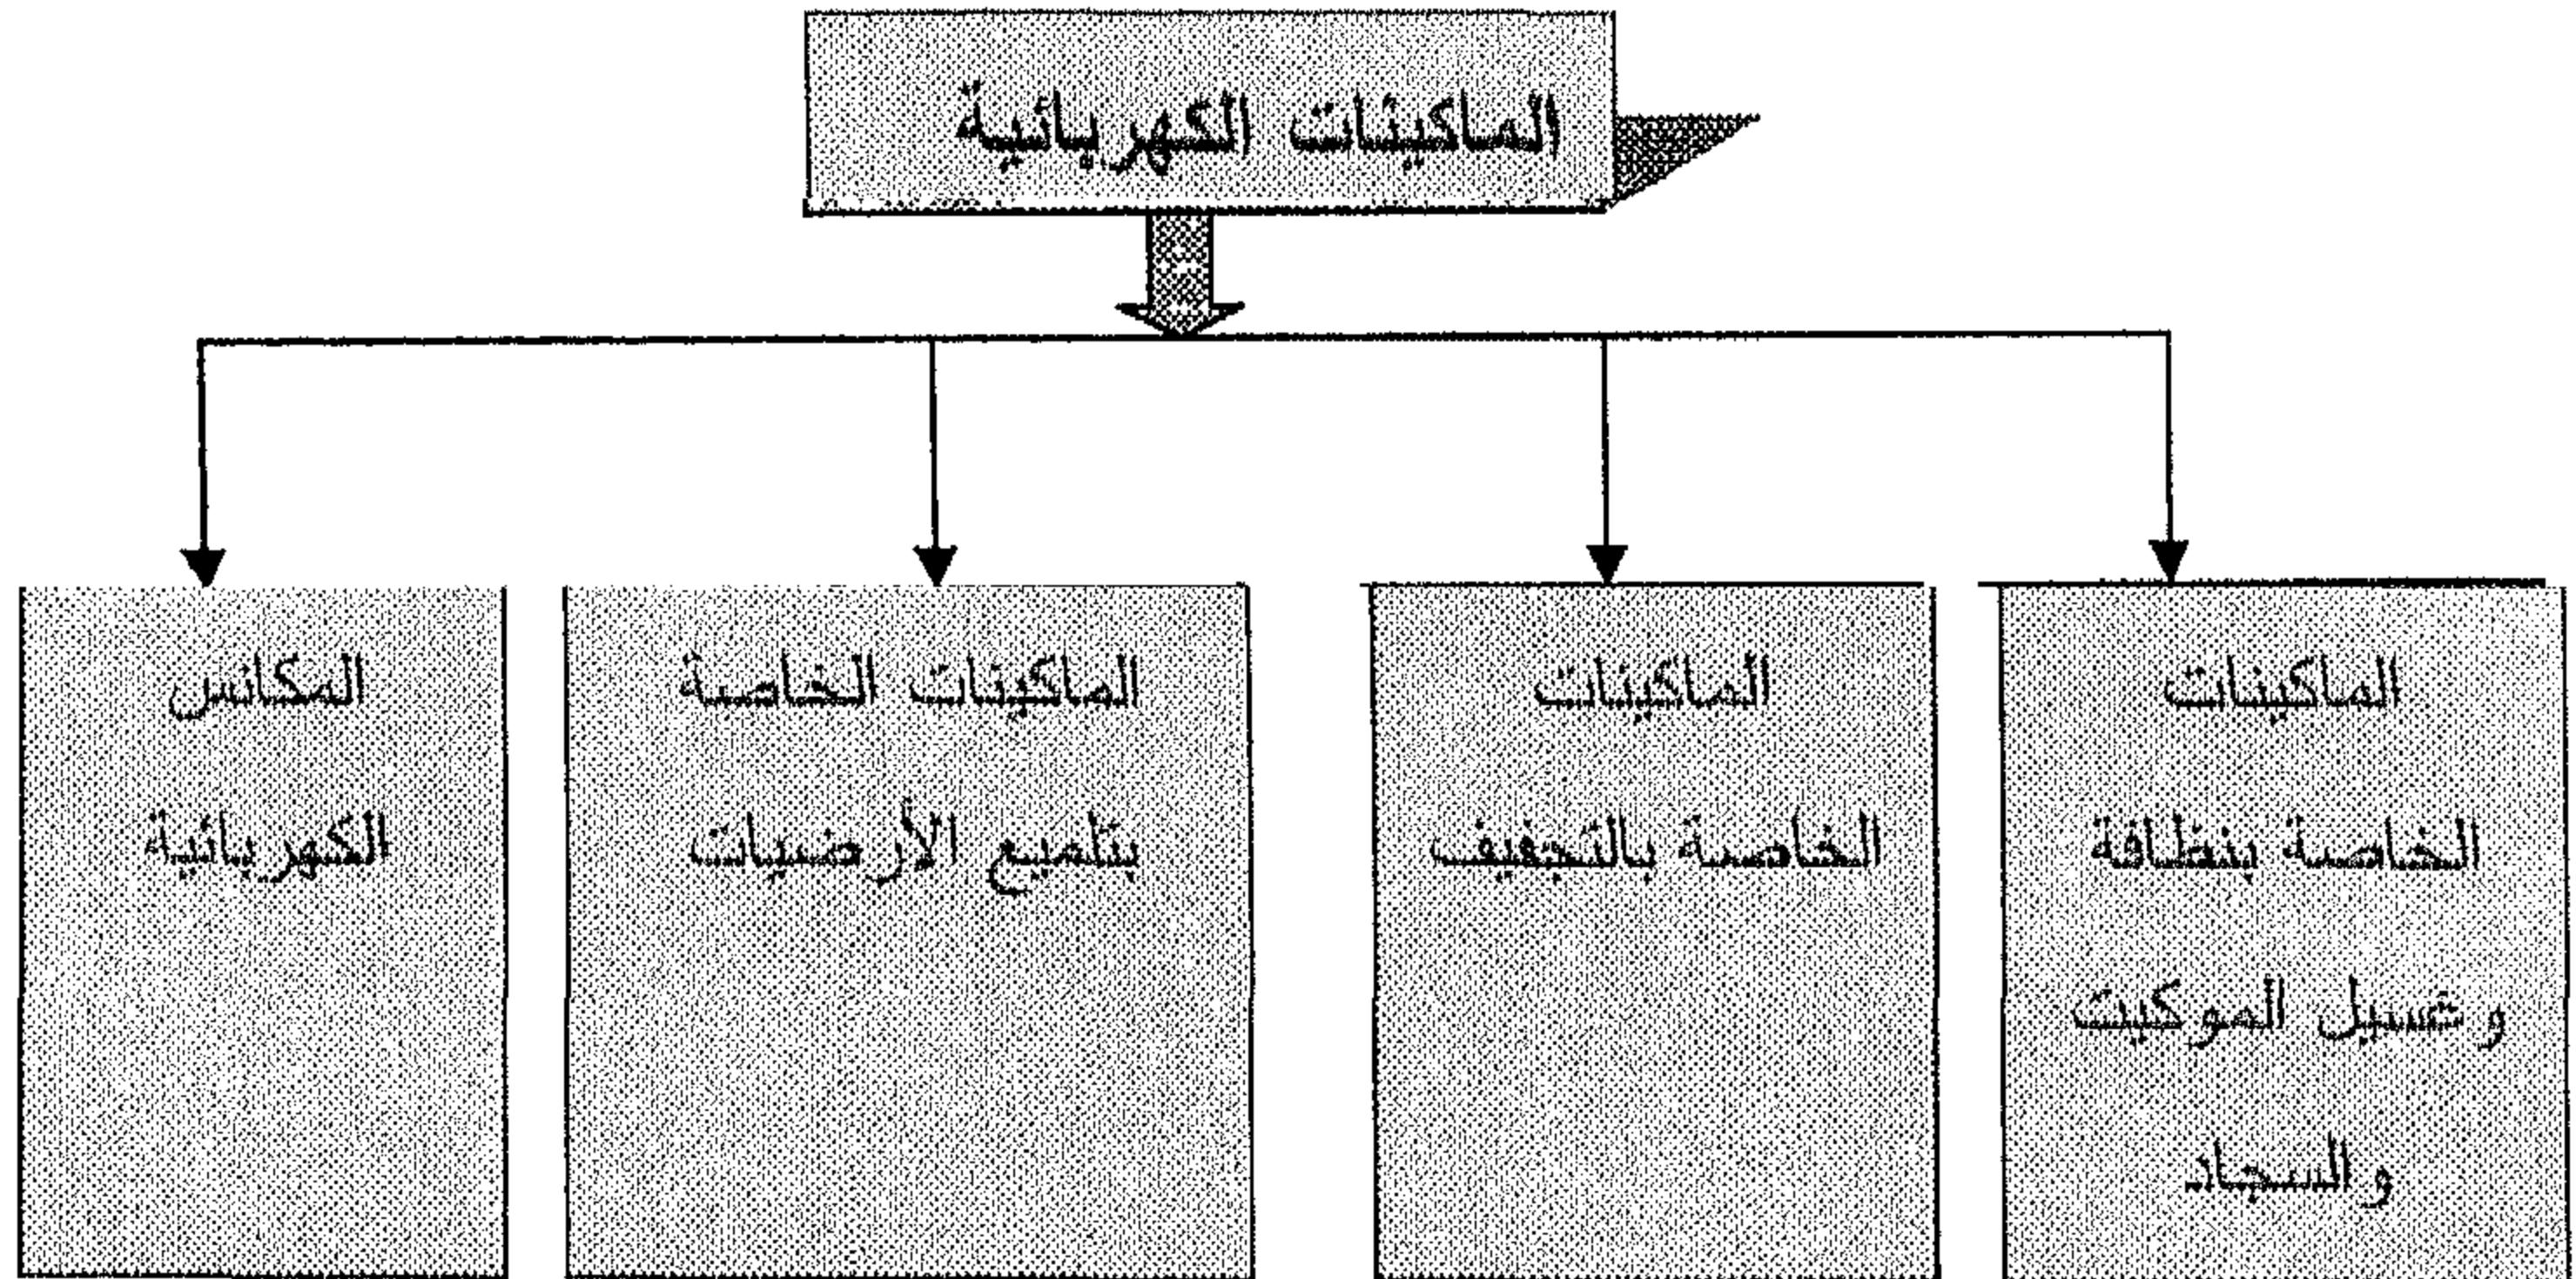 الماكينات الكهربائية
الماكينات
الخاصة بنظافة
وغسيل الموكيت
والسجاد
الماكينات
الخاصة بالتجفيف
الماكينات الخاصة
بتلميع الأرضيات
المكانس
الكهربائية